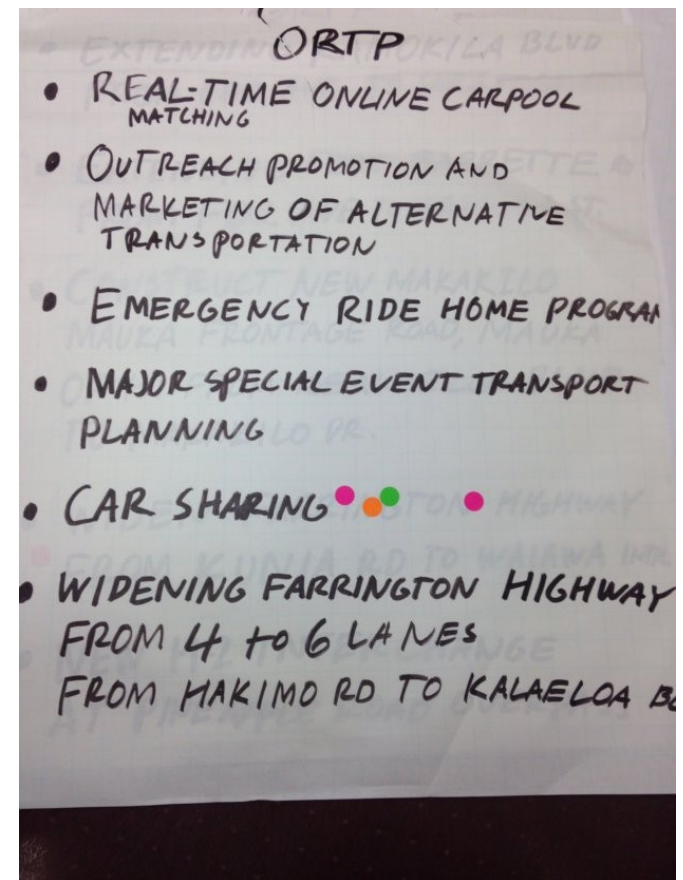 ORTP
• REAL-TIME ONLINE CARPOOL
MATCHING
• OUTREACH PROMOTION AND
MARKETING OF ALTERNATIVE
TRANSPORTATION
• EMERGENCY RIDE HOME PROGRAM
• MAJOR SPECIAL EVENT TRANSPORT
PLANNING
• CAR SHARING
• WIDENING FARRINGTON HIGHWAY
FROM 4 to 6 LANES
FROM HAKIMO RD TO KALAELOA